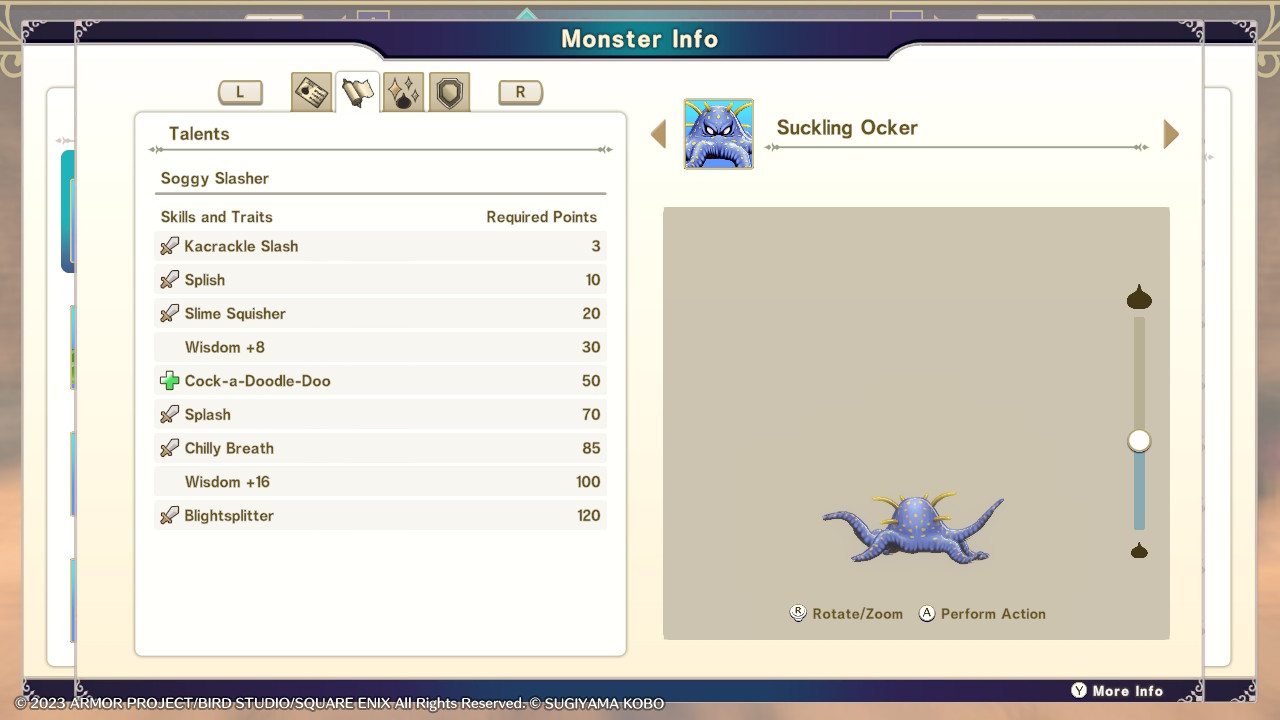 Monster Info
L
R
Talents
Soggy Slasher
Skills and Traits Required Points
Kacrackle Slash 3
Splish 10
Slime Squisher 20
Wisdom +8 30
Cock-a-Doodle-Doo 50
Splash 70
Chilly Breath 85
Wisdom +16 100
Blightsplitter 120
Suckling Ocker
R Rotate/Zoom A Perform Action
Y More Info
© 2023 ARMOR PROJECT/BIRD STUDIO/SQUARE ENIX All Rights Reserved. © SUGIYAMA KOBO